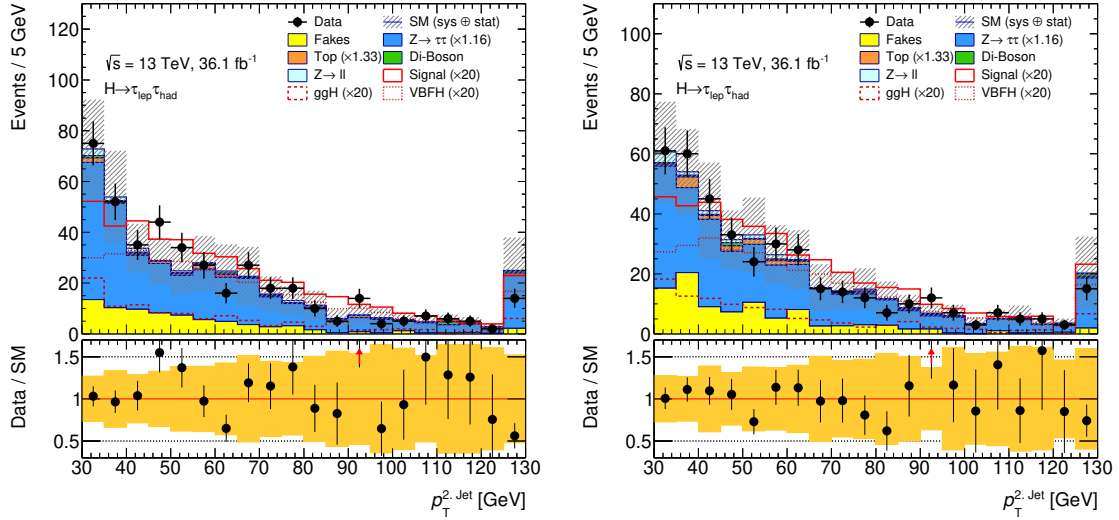 Events / 5 GeV
120
100
80
60
40
20
0
Data
SM (sys ⊕ stat)
Fakes
Z→ ττ (×1.16)
Top (×1.33)
Di-Boson
Z→ ll
Signal (×20)
ggH (×20)
VBFH (×20)
√s = 13 TeV, 36.1 fb-1
H→τlepτhad
Data / SM
1.5
1
0.5
30 40 50 60 70 80 90 100 110 120 130
pT2. Jet [GeV]
Events / 5 GeV
100
80
60
40
20
0
Data
SM (sys ⊕ stat)
Fakes
Z→ ττ (×1.16)
Top (×1.33)
Di-Boson
Z→ ll
Signal (×20)
ggH (×20)
VBFH (×20)
√s = 13 TeV, 36.1 fb-1
H→τlepτhad
Data / SM
1.5
1
0.5
30 40 50 60 70 80 90 100 110 120 130
pT2. Jet [GeV]